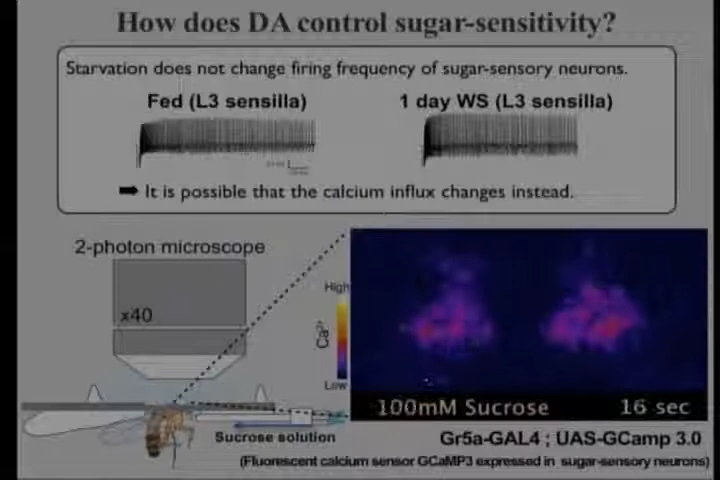 How does DA control sugar-sensitivity?
Starvation does not change firing frequency of sugar-sensory neurons.
Fed (L3 sensilla)
1 day WS (L3 sensilla)
➡ It is possible that the calcium influx changes instead.
2-photon microscope
x40
High
Ca²⁺
Low
100mM Sucrose
16 sec
Sucrose solution
Gr5a-GAL4 ; UAS-GCamp 3.0
(Fluorescent calcium sensor GCaMP3 expressed in sugar-sensory neurons)